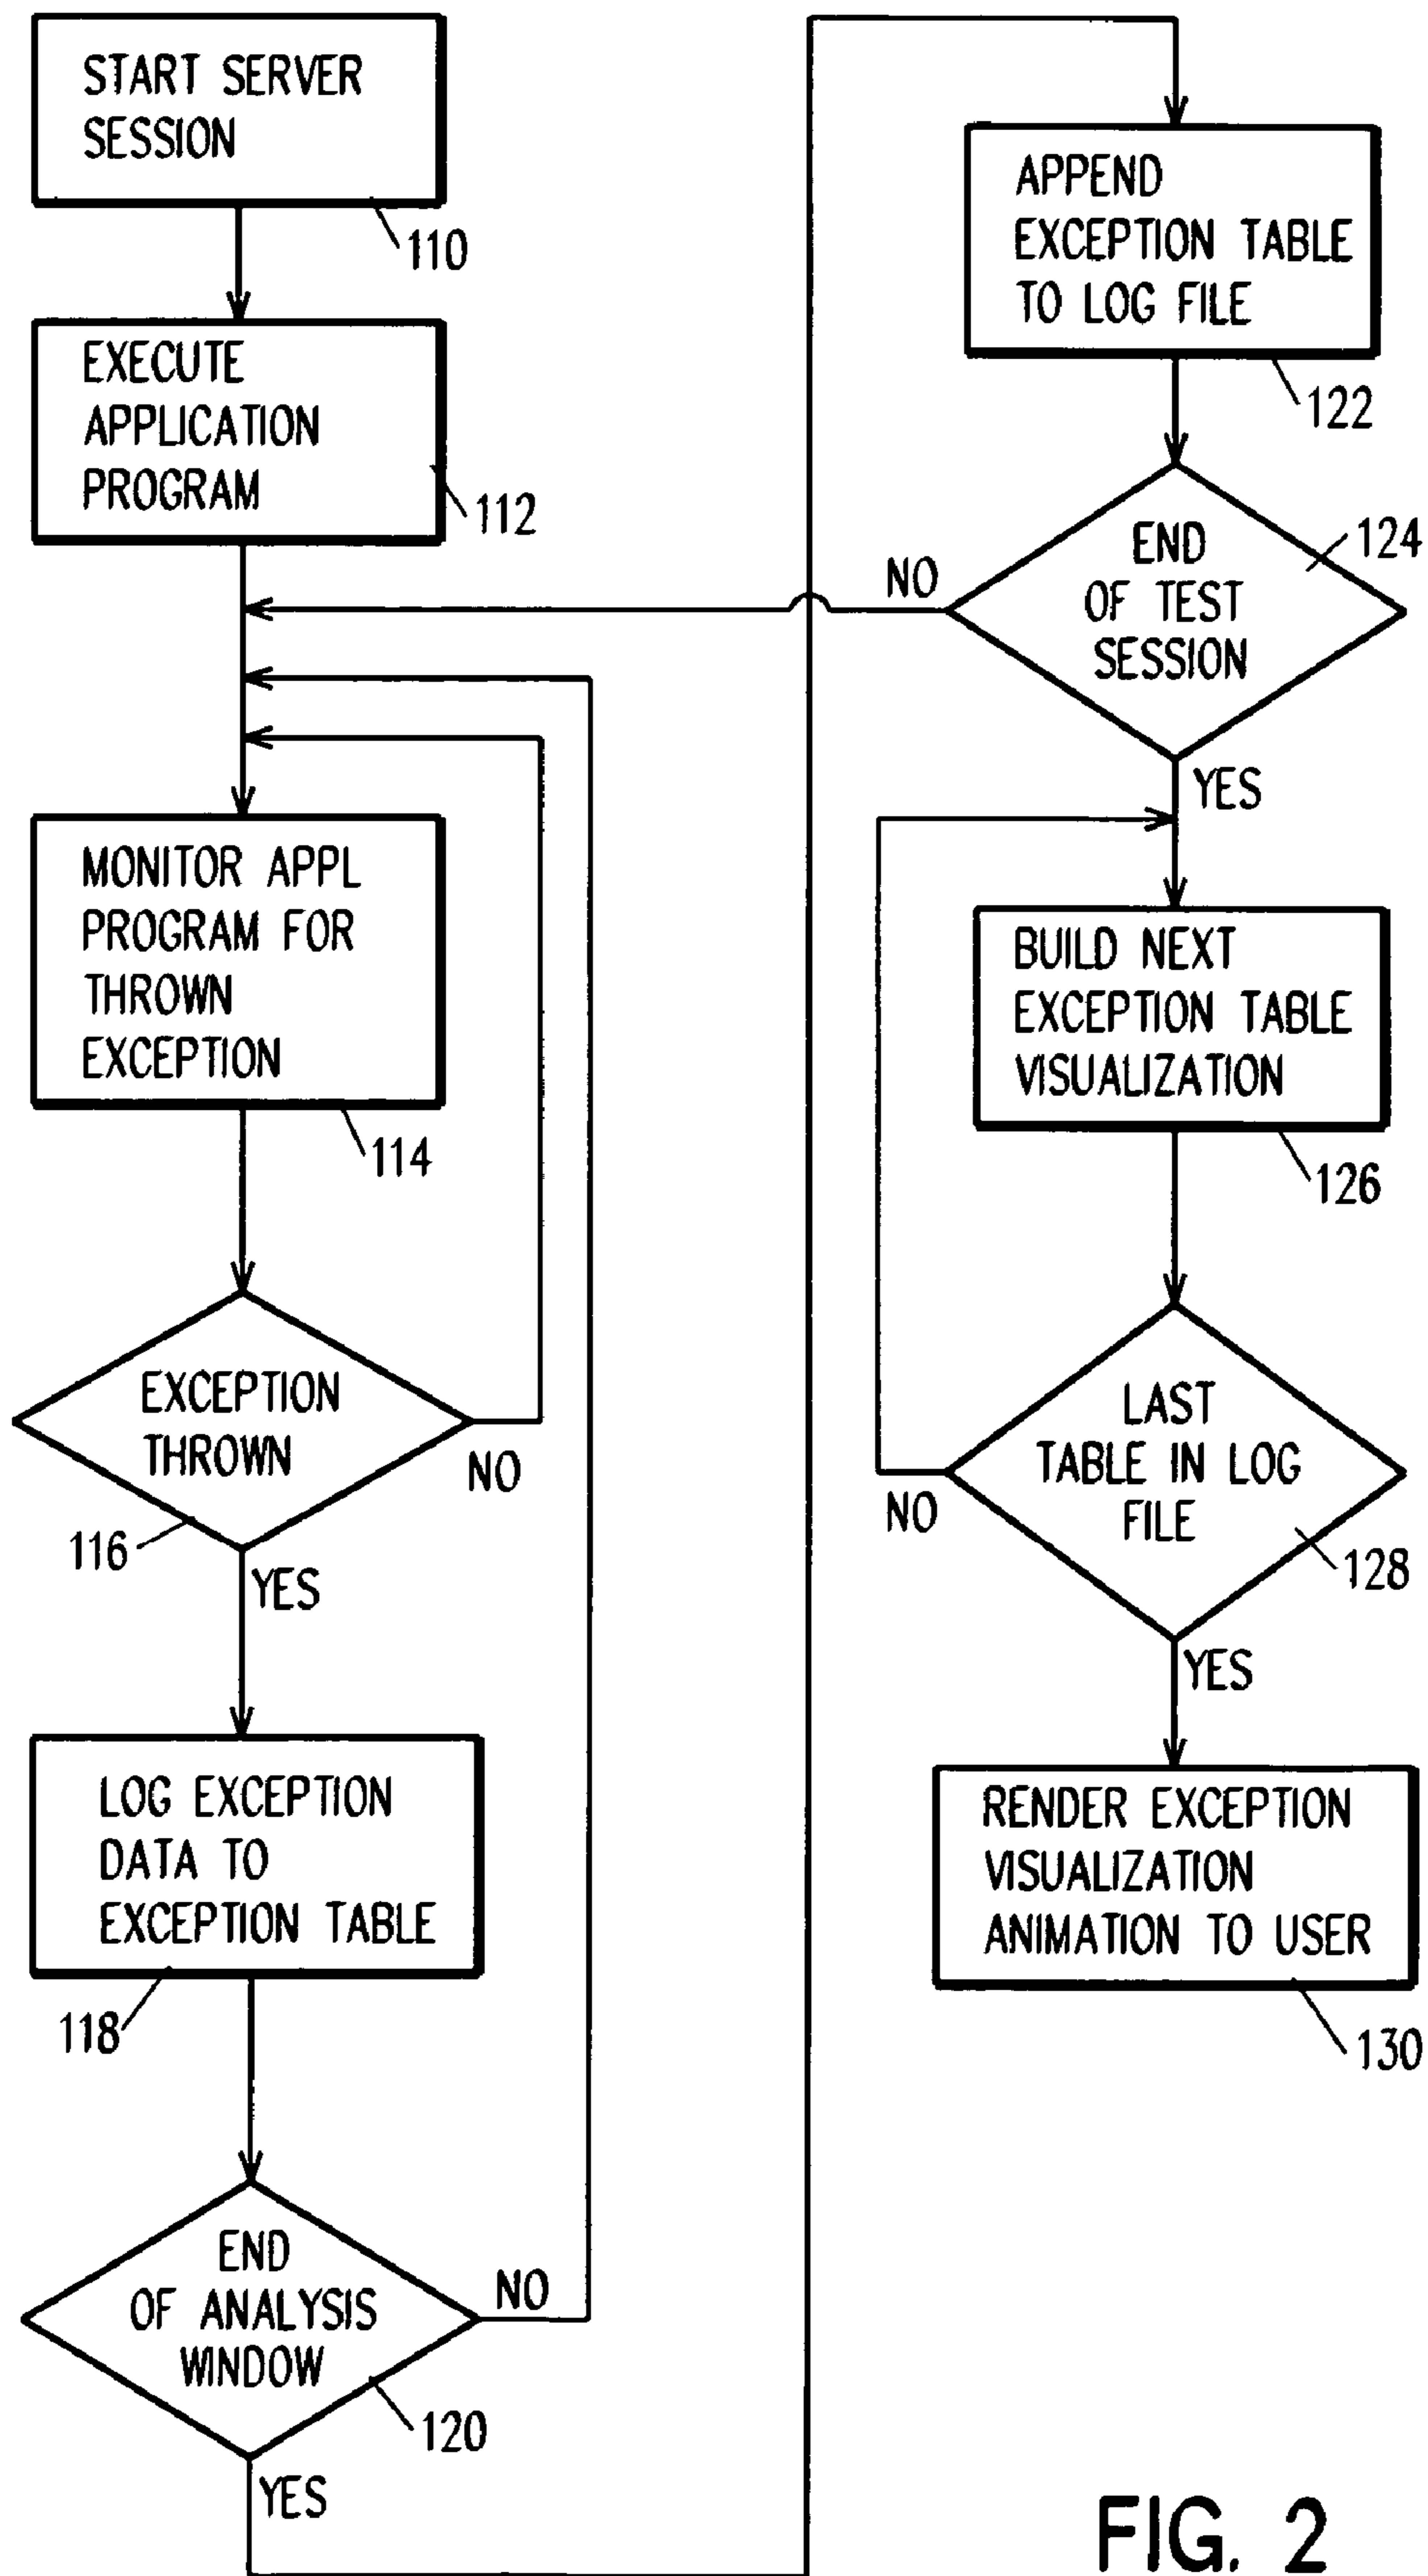 START SERVER
SESSION
110
EXECUTE
APPLICATION
PROGRAM
112
MONITOR APPL
PROGRAM FOR
THROWN
EXCEPTION
114
EXCEPTION
THROWN
NO
116
YES
LOG EXCEPTION
DATA TO
EXCEPTION TABLE
118
END
OF ANALYSIS
WINDOW
NO
120
YES
APPEND
EXCEPTION TABLE
TO LOG FILE
122
END
OF TEST
SESSION
124
NO
YES
BUILD NEXT
EXCEPTION TABLE
VISUALIZATION
126
LAST
TABLE IN LOG
FILE
NO
128
YES
RENDER EXCEPTION
VISUALIZATION
ANIMATION TO USER
130
FIG. 2